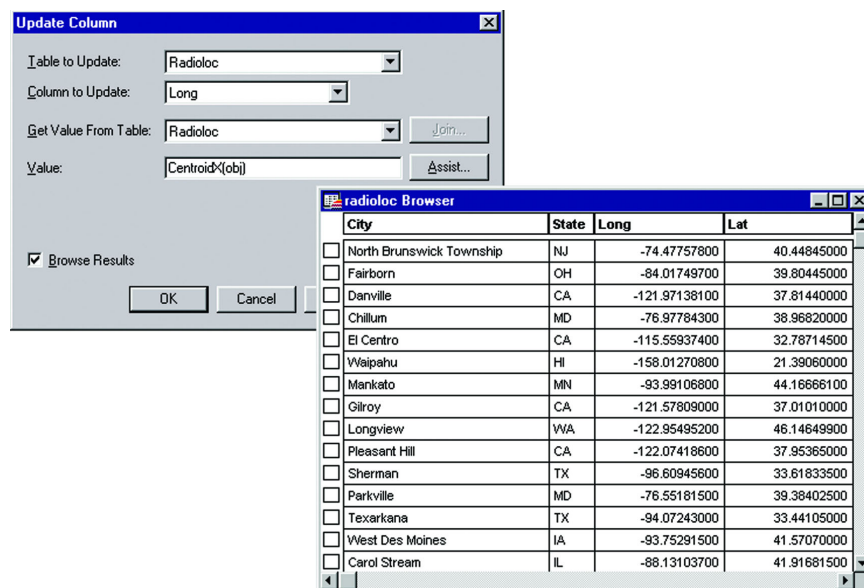 Update Column
Table to Update: Radioloc
Column to Update: Long
Get Value From Table: Radioloc Join...
Value: CentroidX(obj) Assist...
Browse Results
OK Cancel
radioloc Browser
City State Long Lat
North Brunswick Township NJ -74.47757800 40.44845000
Fairborn OH -84.01749700 39.80445000
Danville CA -121.97138100 37.81440000
Chillum MD -76.97784300 38.96820000
El Centro CA -115.55937400 32.78714500
Waipahu HI -158.01270800 21.39060000
Mankato MN -93.99106800 44.16666100
Gilroy CA -121.57809000 37.01010000
Longview WA -122.95495200 46.14649900
Pleasant Hill CA -122.07418600 37.95365000
Sherman TX -96.60945600 33.61833500
Parkville MD -76.55181500 39.38402500
Texarkana TX -94.07243000 33.44105000
West Des Moines IA -93.75291500 41.57070000
Carol Stream IL -88.13103700 41.91681500